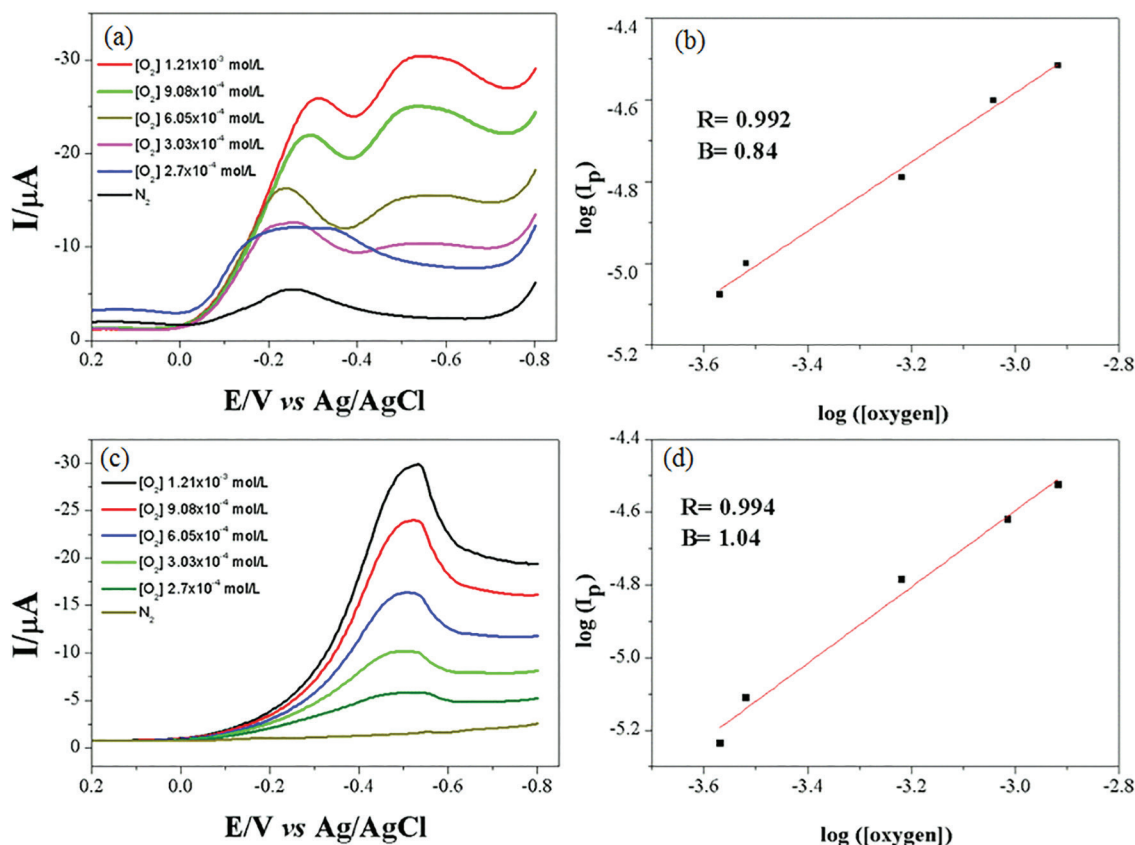 (a)
[O₂] 1.21x10⁻³ mol/L
[O₂] 9.08x10⁻⁴ mol/L
[O₂] 6.05x10⁻⁴ mol/L
[O₂] 3.03x10⁻⁴ mol/L
[O₂] 2.7x10⁻⁴ mol/L
N₂
-30
-20
-10
0
I/μA
0.2 0.0 -0.2 -0.4 -0.6 -0.8
E/V vs Ag/AgCl
(b)
R= 0.992
B= 0.84
-4.4
-4.6
-4.8
-5.0
-5.2
log (Iₚ)
-3.6 -3.4 -3.2 -3.0 -2.8
log ([oxygen])
(c)
[O₂] 1.21x10⁻³ mol/L
[O₂] 9.08x10⁻⁴ mol/L
[O₂] 6.05x10⁻⁴ mol/L
[O₂] 3.03x10⁻⁴ mol/L
[O₂] 2.7x10⁻⁴ mol/L
N₂
-30
-25
-20
-15
-10
-5
0
I/μA
0.2 0.0 -0.2 -0.4 -0.6 -0.8
E/V vs Ag/AgCl
(d)
R= 0.994
B= 1.04
-4.4
-4.6
-4.8
-5.0
-5.2
log (Iₚ)
-3.6 -3.4 -3.2 -3.0 -2.8
log ([oxygen])